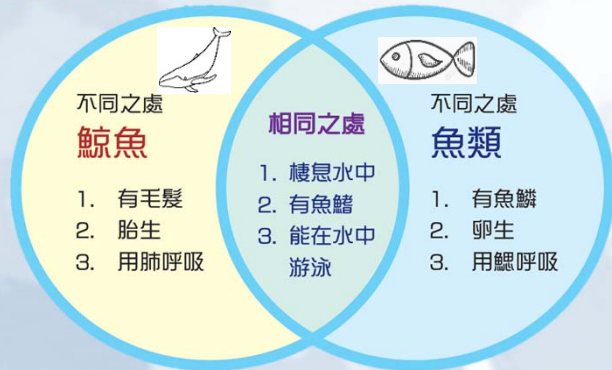 不同之處
鯨魚
1. 有毛髮
2. 胎生
3. 用肺呼吸
相同之處
1. 棲息水中
2. 有魚鰭
3. 能在水中
游泳
不同之處
魚類
1. 有魚鱗
2. 卵生
3. 用鰓呼吸